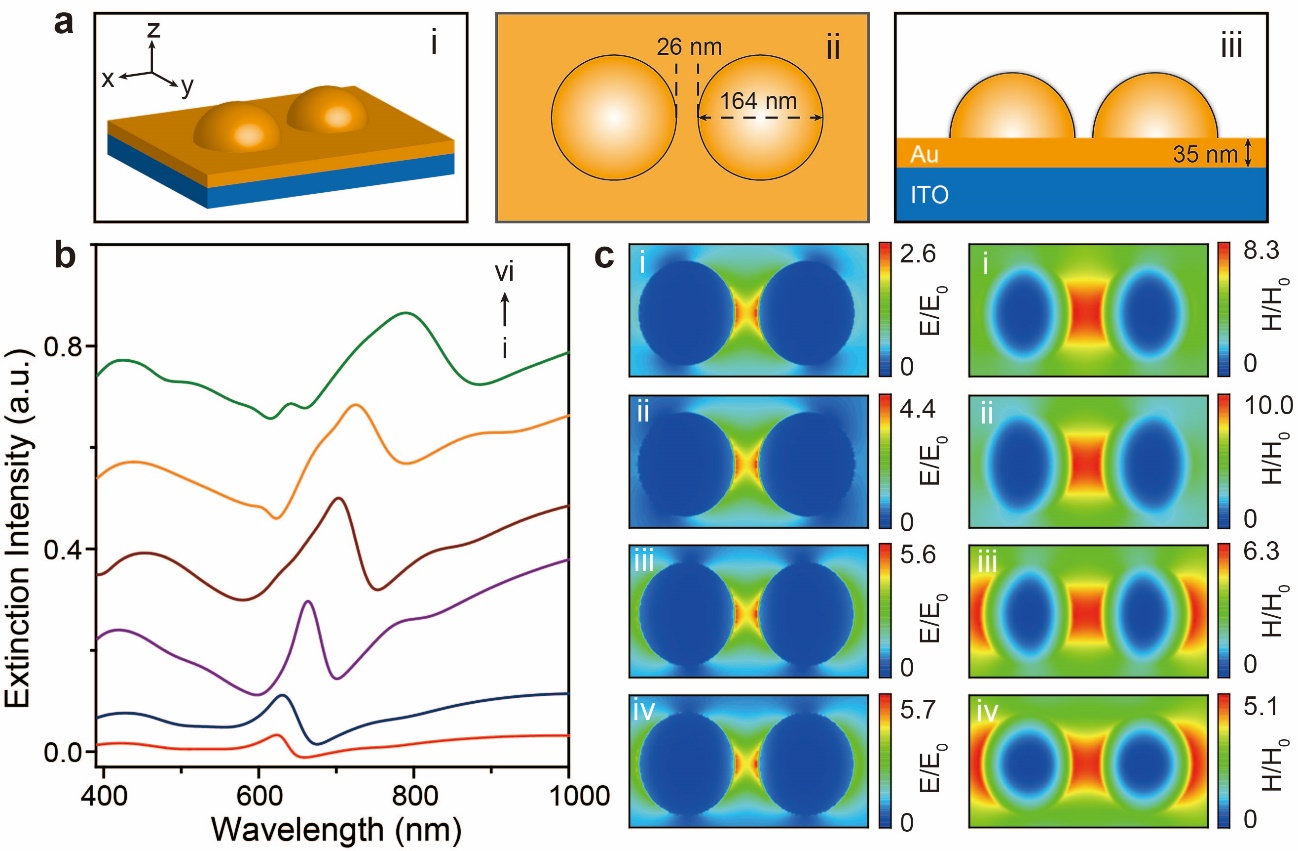 a
z
x
y
i
26 nm
164 nm
ii
iii
Au
35 nm
ITO
b
vi
i
0.8
0.4
0.0
Extinction Intensity (a.u.)
400
600
800
1000
Wavelength (nm)
c
i
2.6
E/E₀
0
i
8.3
H/H₀
0
ii
4.4
E/E₀
0
ii
10.0
H/H₀
0
iii
5.6
E/E₀
0
iii
6.3
H/H₀
0
iv
5.7
E/E₀
0
iv
5.1
H/H₀
0